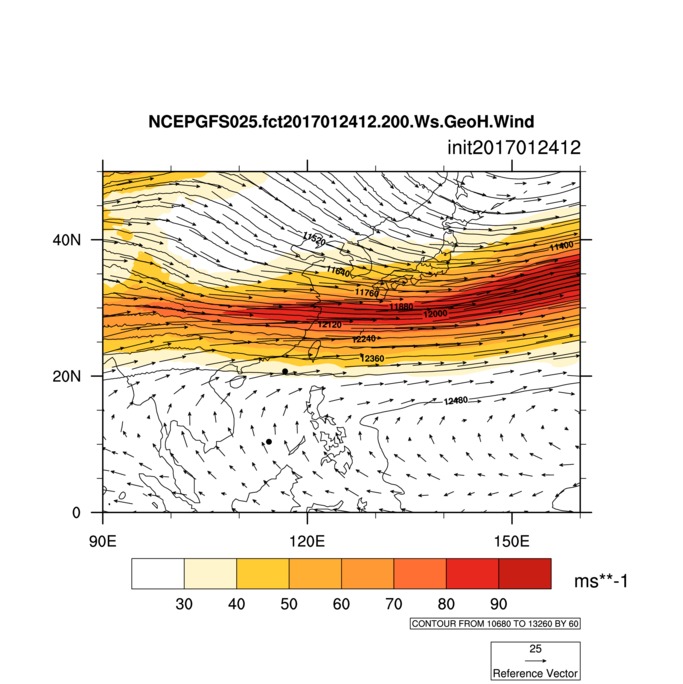 NCEPGFS025.fct2017012412.200.Ws.GeoH.Wind
init2017012412
11520
11400
40N
11640
11760
11880
12000
12120
12240
12360
20N
12480
0
90E 120E 150E
ms**-1
30 40 50 60 70 80 90
CONTOUR FROM 10680 TO 13260 BY 60
25
Reference Vector